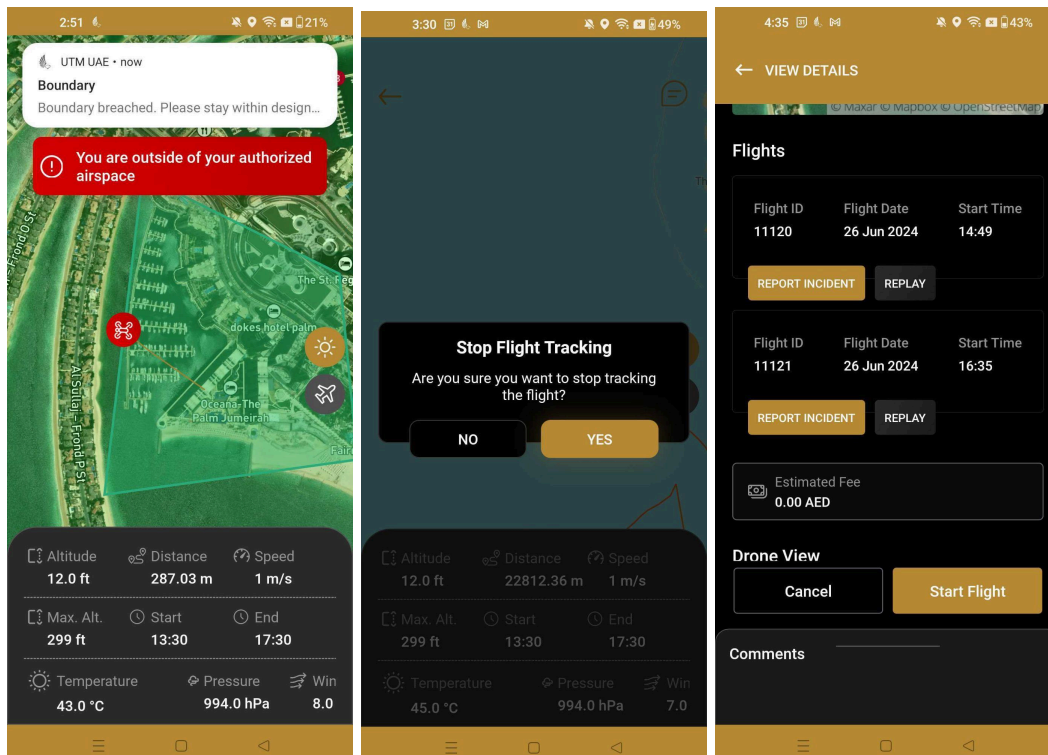 2:51
21%
UTM UAE • now
Boundary
Boundary breached. Please stay within design...
You are outside of your authorized
airspace
Al Sultaj – Frond P St
The St. Reg
dokes hotel palm
Oceana-The
Palm Jumeirah
Fair
Altitude Distance Speed
12.0 ft 287.03 m 1 m/s
Max. Alt. Start End
299 ft 13:30 17:30
Temperature Pressure Win
43.0 °C 994.0 hPa 8.0
3:30 31 49%
Th
Stop Flight Tracking
Are you sure you want to stop tracking
the flight?
NO YES
Altitude Distance Speed
12.0 ft 22812.36 m 1 m/s
Max. Alt. Start End
299 ft 13:30 17:30
Temperature Pressure Win
45.0 °C 994.0 hPa 7.0
4:35 31 43%
VIEW DETAILS
© Maxar © Mapbox © OpenStreetMap
Flights
Flight ID Flight Date Start Time
11120 26 Jun 2024 14:49
REPORT INCIDENT REPLAY
Flight ID Flight Date Start Time
11121 26 Jun 2024 16:35
REPORT INCIDENT REPLAY
Estimated Fee
0.00 AED
Drone View
Cancel Start Flight
Comments